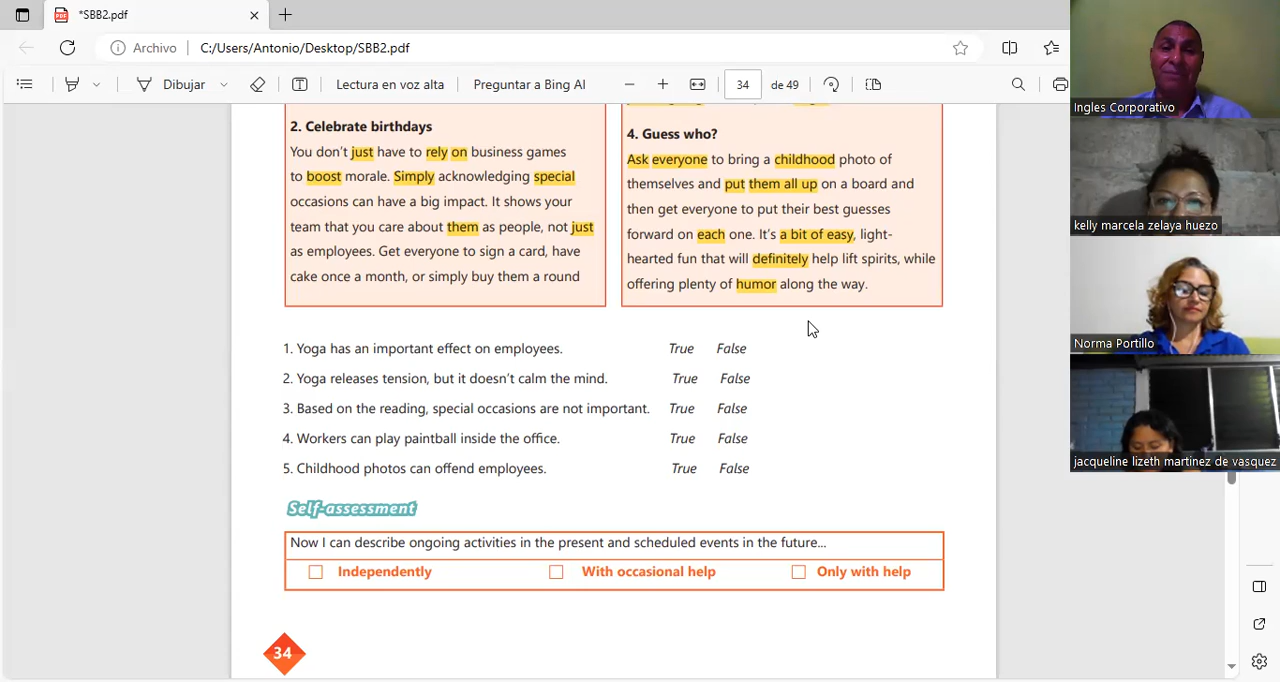 *SBB2.pdf
Archivo
C:/Users/Antonio/Desktop/SBB2.pdf
Dibujar
Lectura en voz alta
Preguntar a Bing AI
34
de 49
2. Celebrate birthdays
You don't just have to rely on business games
to boost morale. Simply acknowledging special
occasions can have a big impact. It shows your
team that you care about them as people, not just
as employees. Get everyone to sign a card, have
cake once a month, or simply buy them a round
4. Guess who?
Ask everyone to bring a childhood photo of
themselves and put them all up on a board and
then get everyone to put their best guesses
forward on each one. It's a bit of easy, light-
hearted fun that will definitely help lift spirits, while
offering plenty of humor along the way.
1. Yoga has an important effect on employees. True False
2. Yoga releases tension, but it doesn't calm the mind. True False
3. Based on the reading, special occasions are not important. True False
4. Workers can play paintball inside the office. True False
5. Childhood photos can offend employees. True False
Self-assessment
Now I can describe ongoing activities in the present and scheduled events in the future...
Independently With occasional help Only with help
34
Ingles Corporativo
kelly marcela zelaya huezo
Norma Portillo
jacqueline lizeth martinez de vasquez